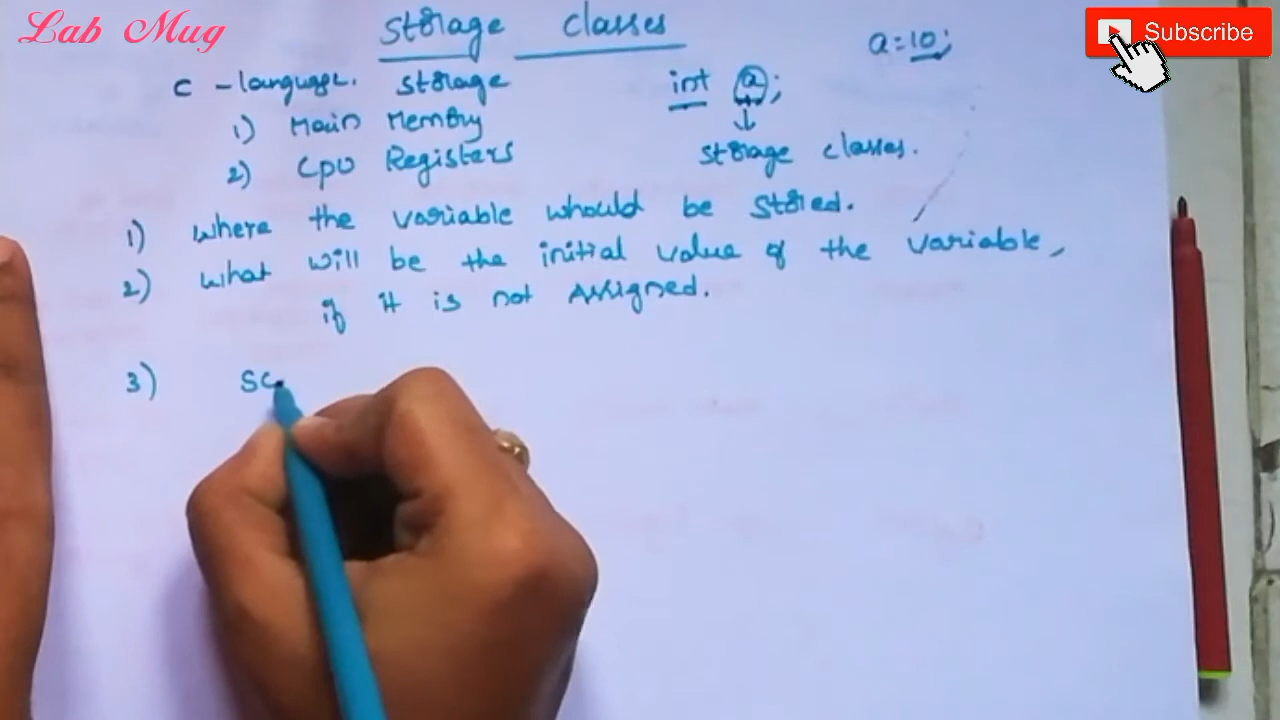 Lab Mug
Subscribe
Storage classes
a=10;
C - language. Storage
int a;
1) Main Memory
2) CPU Registers
Storage classes.
1) Where the variable whould be stored.
2) What will be the initial value of the variable,
if it is not Assigned.
3) Sc